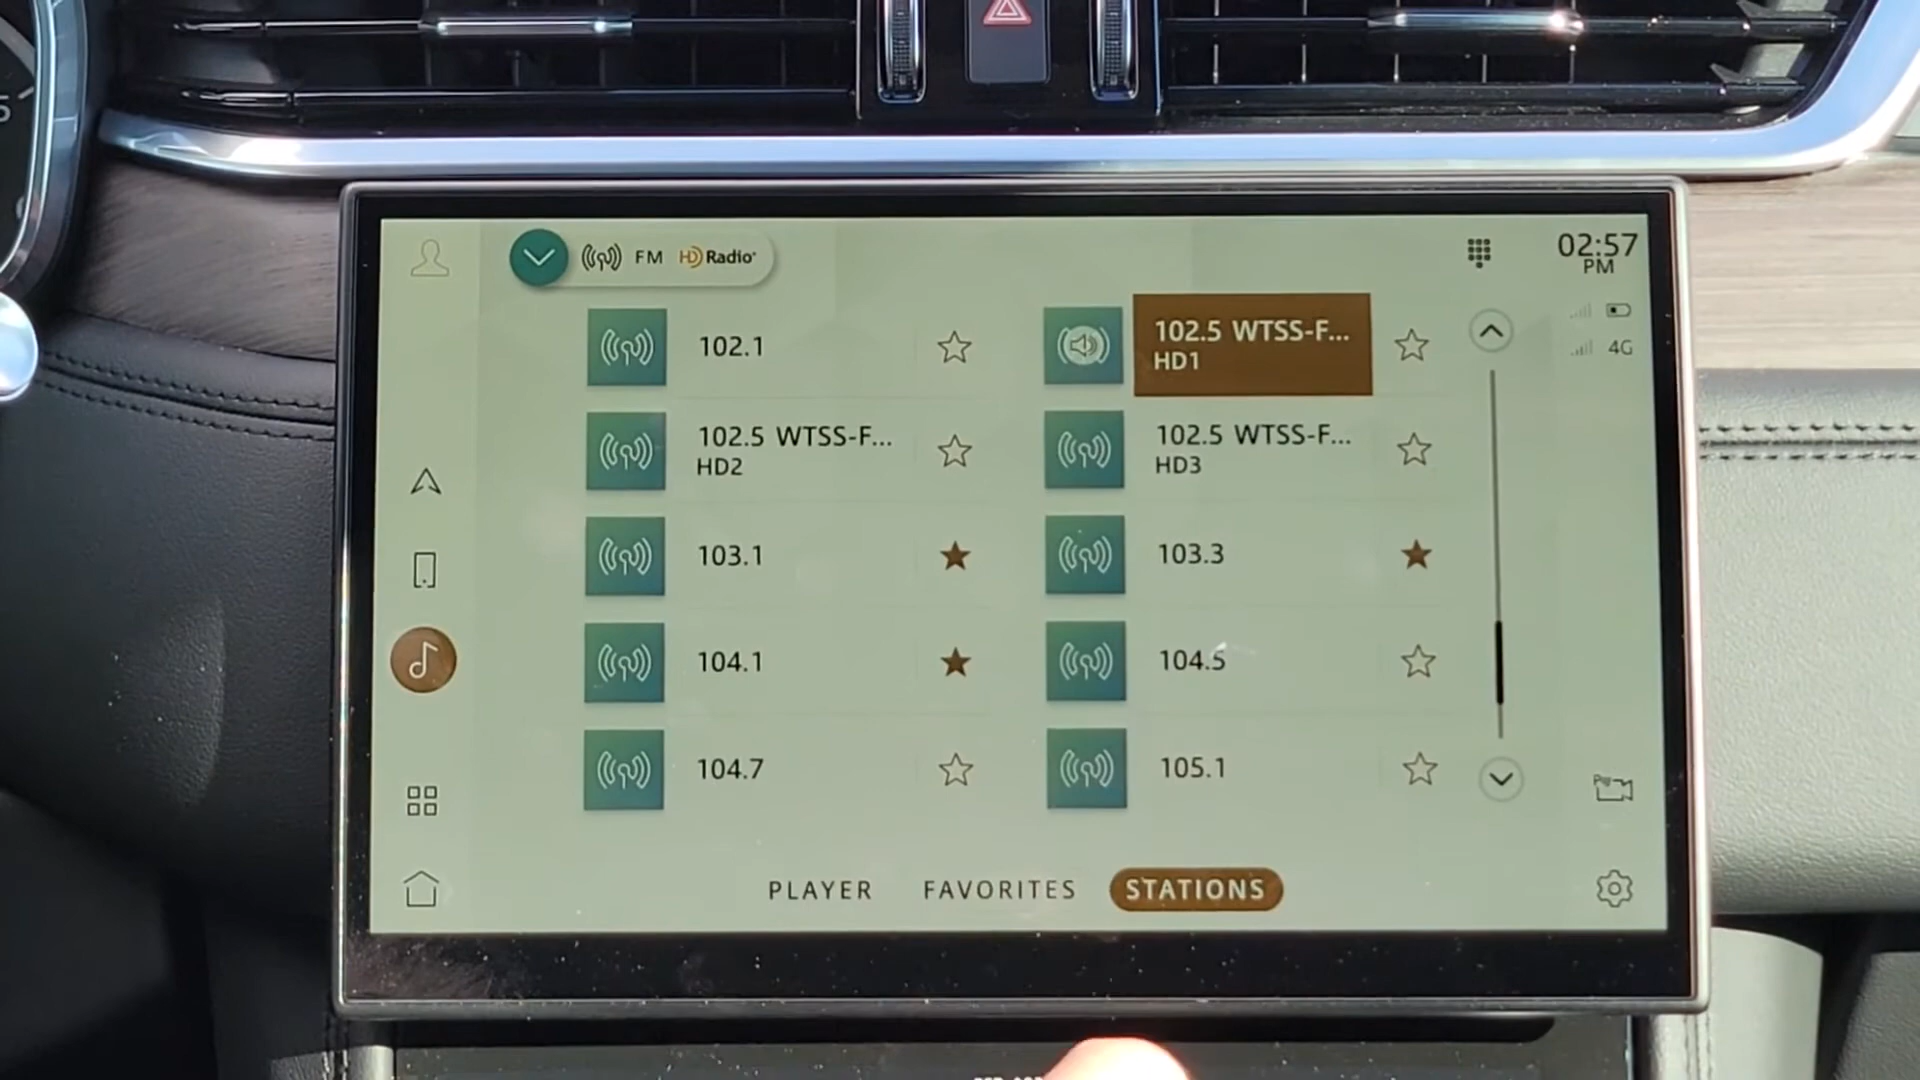 FM HD Radio
02:57
PM
4G
102.1
102.5 WTSS-F...
HD1
102.5 WTSS-F...
HD2
102.5 WTSS-F...
HD3
103.1
103.3
104.1
104.5
104.7
105.1
PLAYER FAVORITES STATIONS